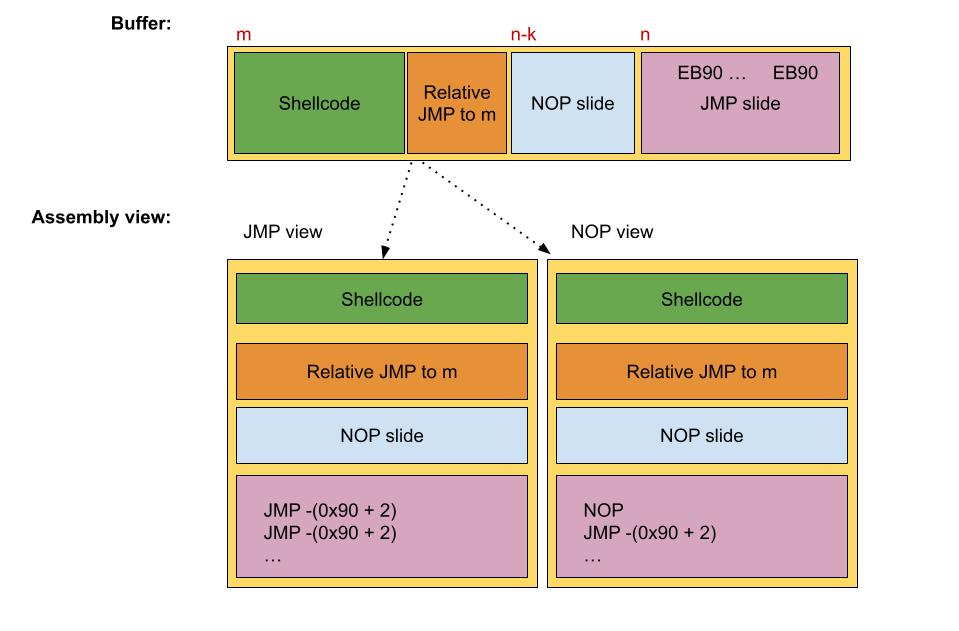 Buffer:
m
n-k
n
Shellcode
Relative
JMP to m
NOP slide
EB90 … EB90
JMP slide
Assembly view:
JMP view
NOP view
Shellcode
Relative JMP to m
NOP slide
JMP -(0x90 + 2)
JMP -(0x90 + 2)
…
Shellcode
Relative JMP to m
NOP slide
NOP
JMP -(0x90 + 2)
…